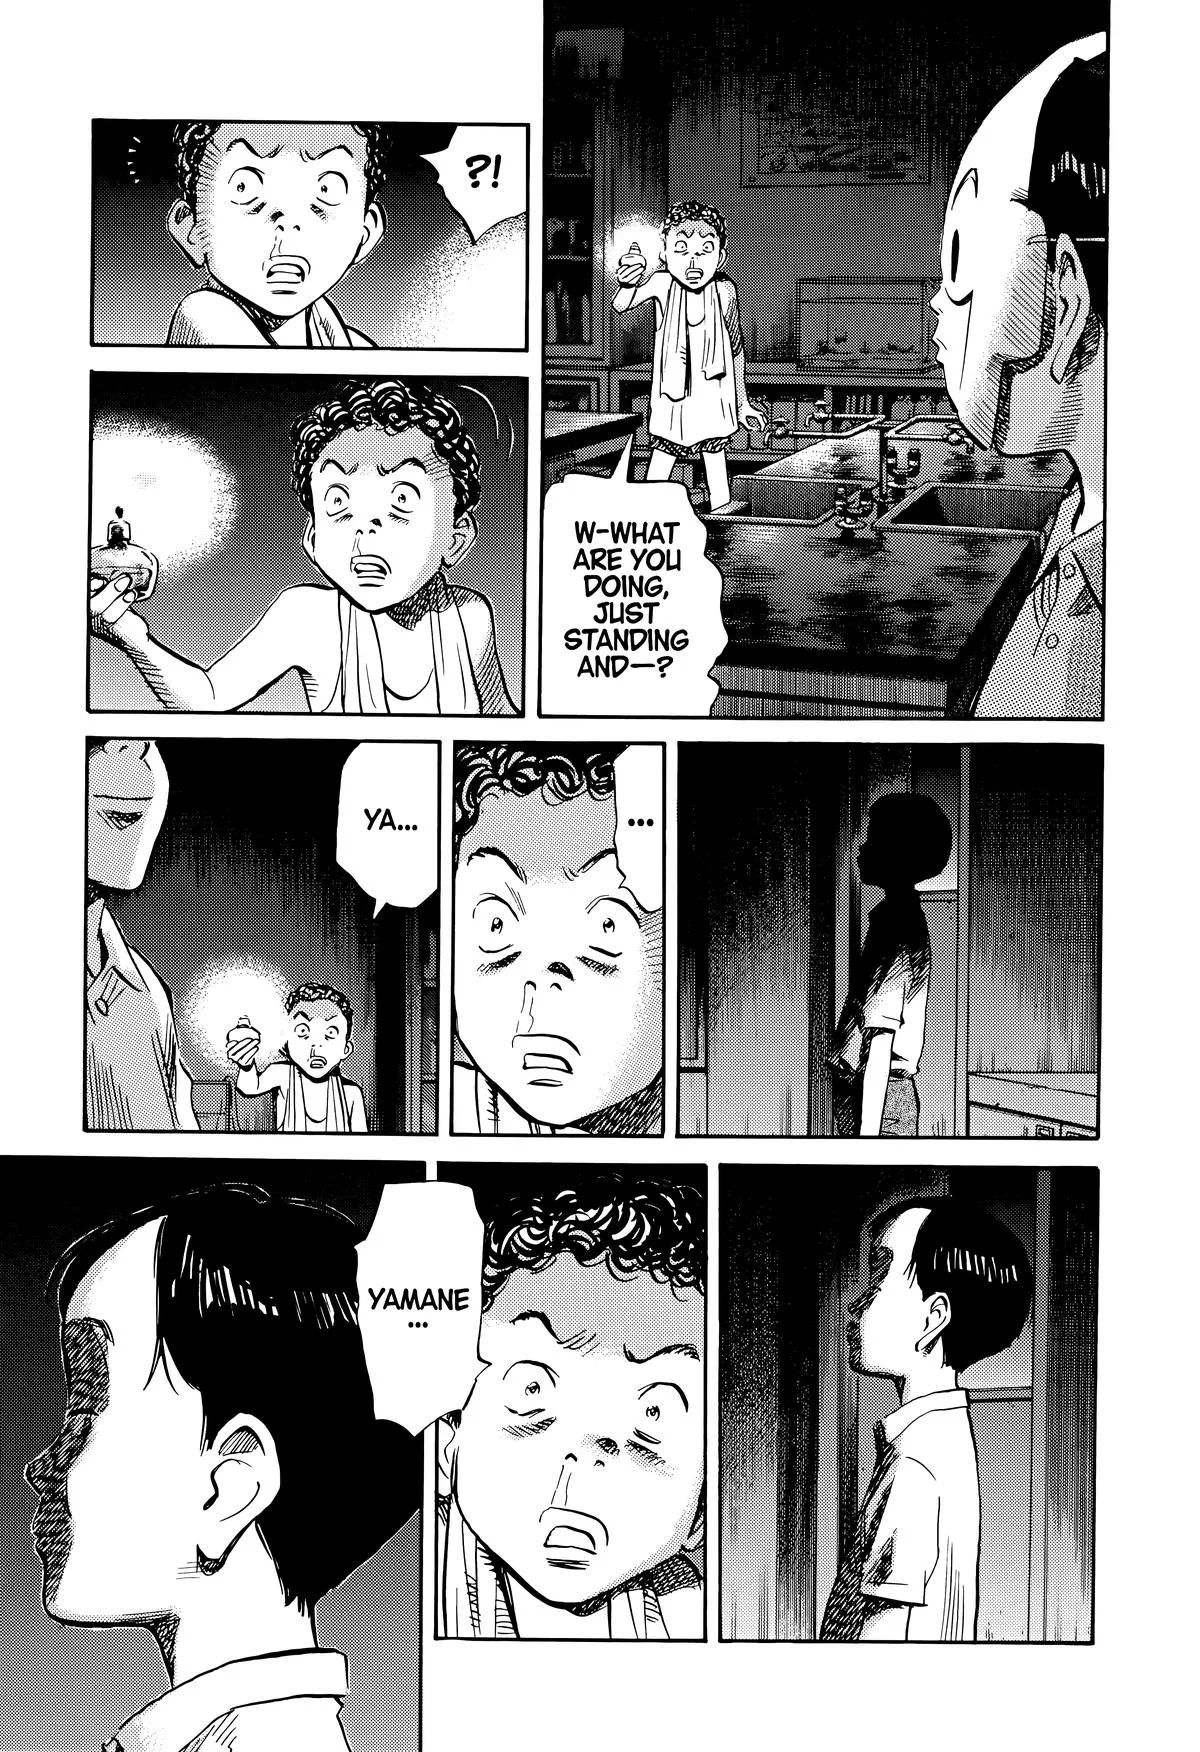 W-WHAT
ARE YOU
DOING,
JUST
STANDING
AND—?
?!
...
YA...
YAMANE
...